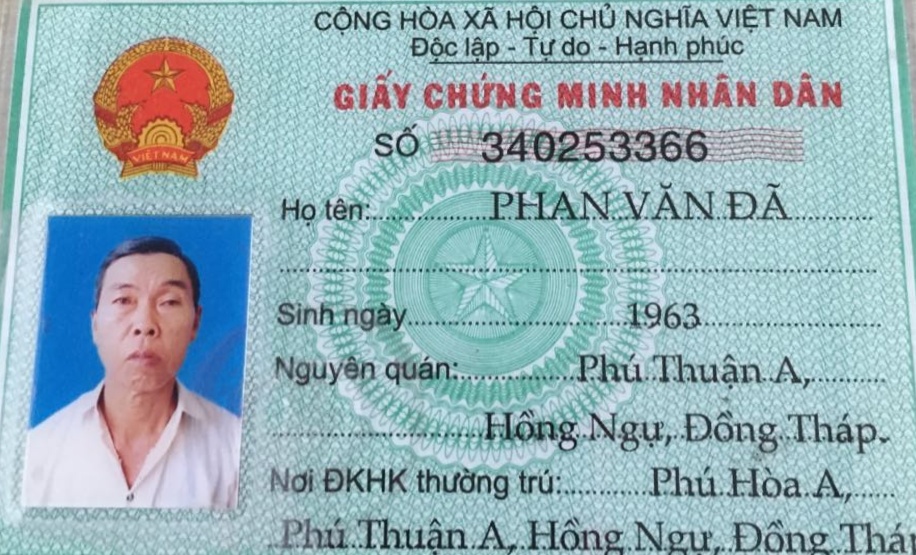 CỘNG HÒA XÃ HỘI CHỦ NGHĨA VIỆT NAM
Độc lập - Tự do - Hạnh phúc
GIẤY CHỨNG MINH NHÂN DÂN
SỐ 340253366
VIỆT NAM
Họ tên: PHAN VĂN ĐÃ
Sinh ngày 1963
Nguyên quán: Phú Thuận A,
Hồng Ngự, Đồng Tháp.
Nơi ĐKHK thường trú: Phú Hòa A,
Phú Thuận A, Hồng Ngự, Đồng Thá